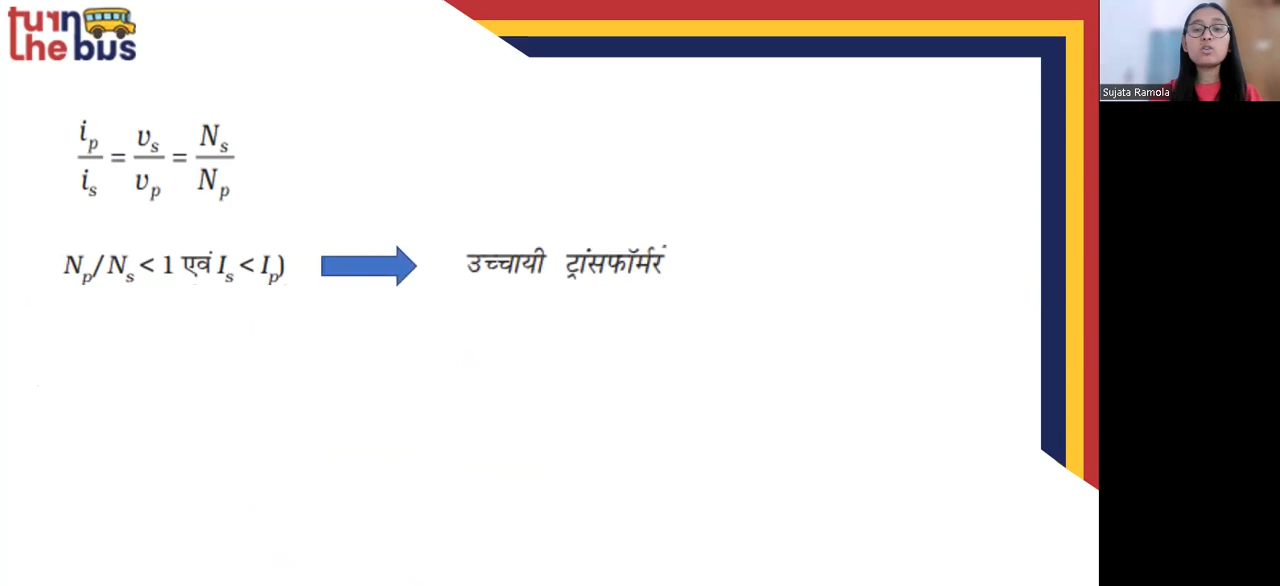 turn
the bus
Sujata Ramola
i_p/i_s = v_s/v_p = N_s/N_p
N_p/N_s < 1 एवं I_s < I_p) उच्चायी ट्रांसफॉर्मर